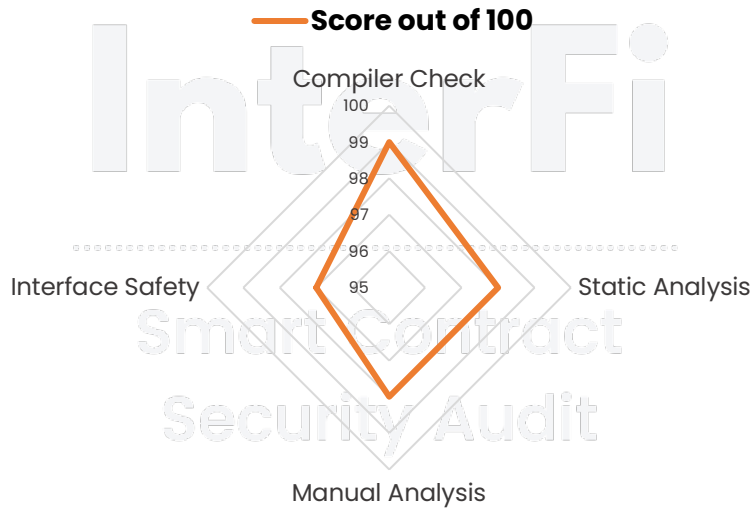 Score out of 100
InterFi
Compiler Check
100
99
98
97
96
Interface Safety
95
Static Analysis
Smart Contract
Security Audit
Manual Analysis